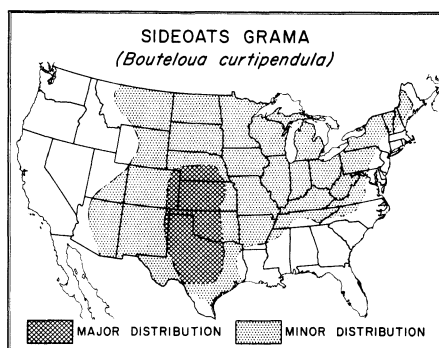 SIDEOATS GRAMA
(Bouteloua curtipendula)
MAJOR DISTRIBUTION
MINOR DISTRIBUTION